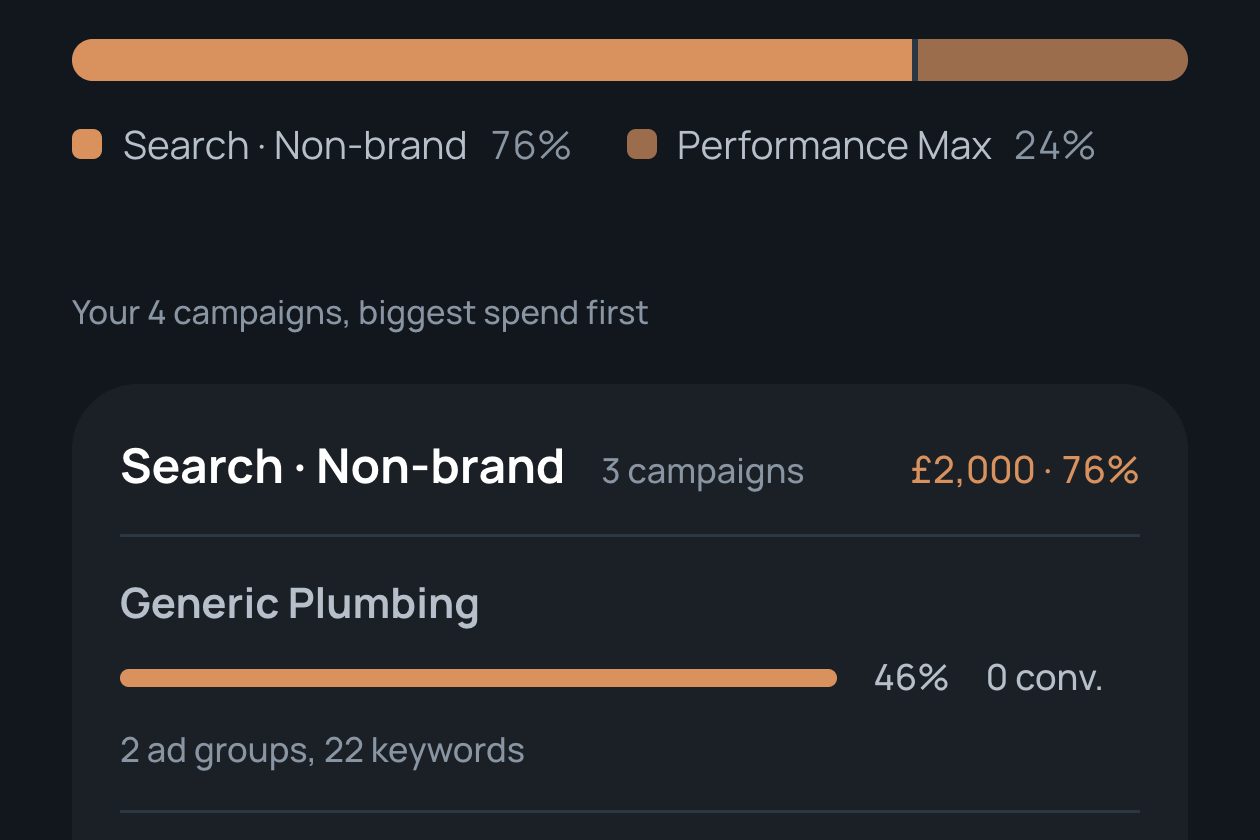 Search · Non-brand 76% Performance Max 24%
Your 4 campaigns, biggest spend first
Search · Non-brand 3 campaigns £2,000 · 76%
Generic Plumbing
46% 0 conv.
2 ad groups, 22 keywords